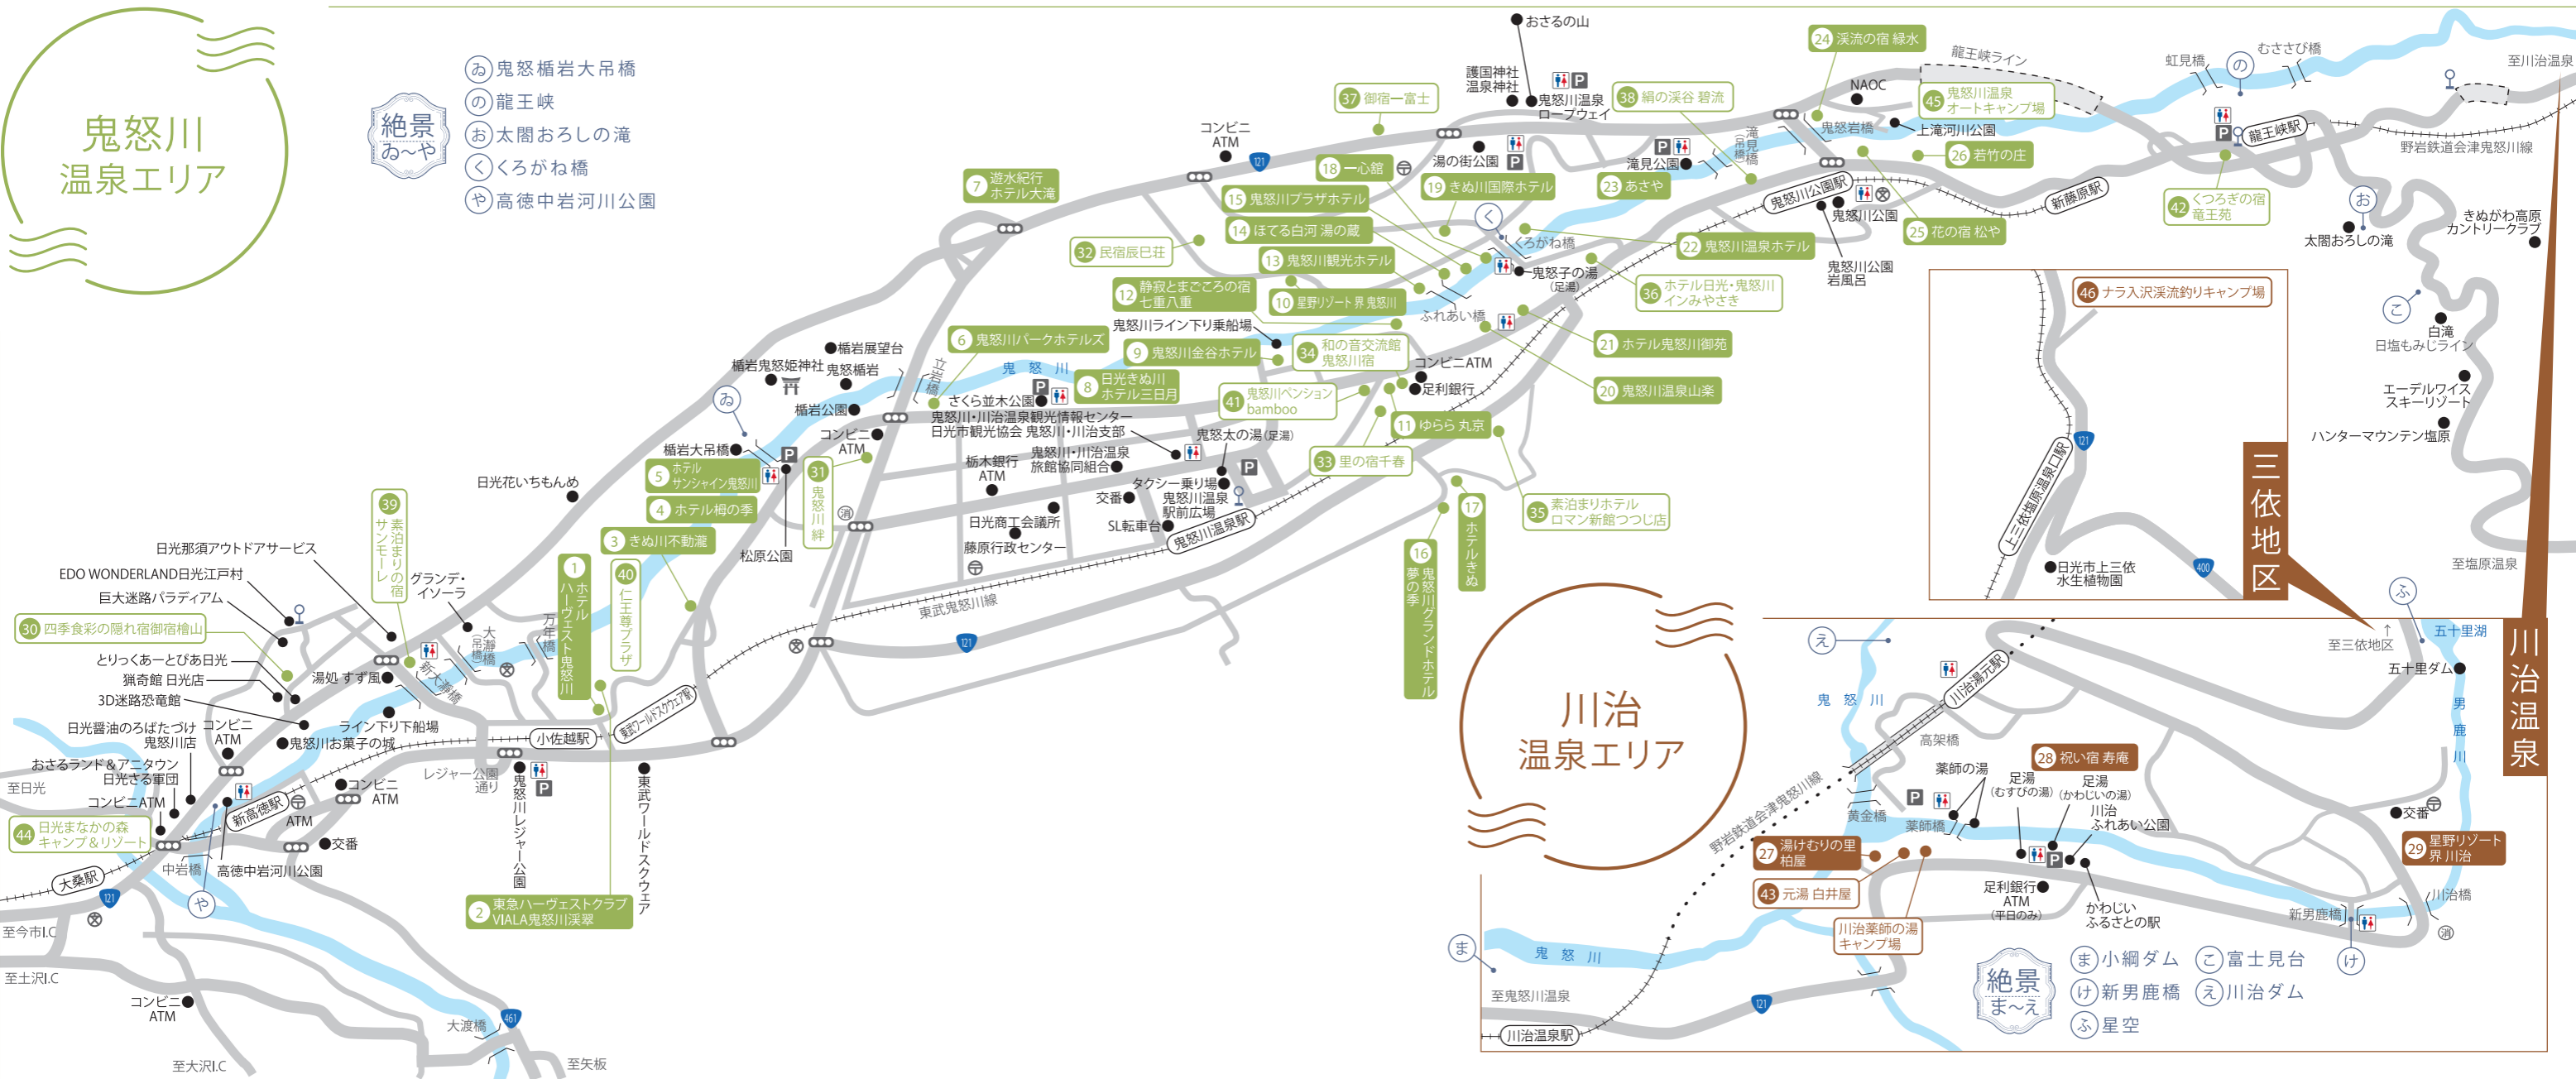 鬼怒川
温泉エリア
絶景
ゐ〜や
ゐ 鬼怒楯岩大吊橋
の 龍王峡
お 太閤おろしの滝
く くろがね橋
や 高徳中岩河川公園
おさるの山
護国神社
温泉神社
鬼怒川温泉
ロープウェイ
P
37 御宿一富士
38 絹の渓谷 碧流
24 渓流の宿 緑水
NAOC
龍王峡ライン
45 鬼怒川温泉
オートキャンプ場
上滝河川公園
鬼怒岩橋
虹見橋
の
むささび橋
至川治温泉
龍王峡駅
P
野岩鉄道会津鬼怒川線
コンビニ
ATM
121
湯の街公園
P
滝見公園
P
滝見橋
(吊橋)
26 若竹の庄
25 花の宿 松や
鬼怒川公園駅
鬼怒川公園
鬼怒川公園
岩風呂
新藤原駅
42 くつろぎの宿
竜王苑
お
太閤おろしの滝
きぬがわ高原
カントリークラブ
こ
白滝
日塩もみじライン
エーデルワイス
スキーリゾート
ハンターマウンテン塩原
至塩原温泉
7 遊水紀行
ホテル大滝
18 一心館
15 鬼怒川プラザホテル
19 きぬ川国際ホテル
23 あさや
14 ほてる白河 湯の蔵
く
くろがね橋
22 鬼怒川温泉ホテル
32 民宿辰巳荘
13 鬼怒川観光ホテル
鬼怒子の湯
(足湯)
36 ホテル日光・鬼怒川
インみやさき
12 静寂とまごころの宿
七重八重
10 星野リゾート 界 鬼怒川
ふれあい橋
鬼怒川ライン下り乗船場
6 鬼怒川パークホテルズ
9 鬼怒川金谷ホテル
34 和の音交流館
鬼怒川宿
21 ホテル鬼怒川御苑
20 鬼怒川温泉山楽
コンビニATM
足利銀行
8 日光きぬ川
ホテル三日月
41 鬼怒川ペンション
bamboo
11 ゆらら 丸京
33 里の宿千春
35 素泊まりホテル
ロマン新館つつじ店
17 ホテルきぬ
16 鬼怒川グランドホテル
夢の季
楯岩展望台
楯岩鬼怒姫神社
鬼怒楯岩
立岩橋
鬼怒川
楯岩公園
さくら並木公園
P
鬼怒川・川治温泉観光情報センター
日光市観光協会 鬼怒川・川治支部
鬼怒太の湯(足湯)
P
鬼怒川・川治温泉
旅館協同組合
栃木銀行
ATM
タクシー乗り場
鬼怒川温泉
駅前広場
交番
SL転車台
鬼怒川温泉駅
日光商工会議所
藤原行政センター
東武鬼怒川線
121
ゐ
楯岩大吊橋
P
コンビニ
ATM
31 鬼怒川 絆
消
5 ホテル
サンシャイン鬼怒川
4 ホテル栂の季
3 きぬ川不動瀧
松原公園
日光花いちもんめ
1 ホテル
ハーヴェスト鬼怒川
40 仁王尊プラザ
39 素泊まりの宿
サンモーレ
グランデ・
イソーラ
日光那須アウトドアサービス
EDO WONDERLAND日光江戸村
巨大迷路パラディアム
30 四季食彩の隠れ宿御宿檜山
とりっくあーとぴあ日光
猟奇館 日光店
3D迷路恐竜館
湯処 すず風
新大瀞橋
大瀞橋
(吊橋)
万年橋
ライン下り下船場
鬼怒川お菓子の城
日光醤油のろばたづけ
鬼怒川店
コンビニ
ATM
おさるランド&アニタウン
日光さる軍団
至日光
コンビニATM
44 日光まなかの森
キャンプ&リゾート
新高徳駅
ATM
コンビニ
ATM
交番
小佐越駅
東武ワールドスクウェア駅
レジャー公園
通り
鬼怒川レジャー公園
P
東武ワールドスクウェア
2 東急ハーヴェストクラブ
VIALA鬼怒川渓翠
大桑駅
121
中岩橋
高徳中岩河川公園
や
至今市I.C
至土沢I.C
コンビニ
ATM
至大沢I.C
大渡橋
461
至矢板
46 ナラ入沢渓流釣りキャンプ場
121
上三依塩原温泉口駅
日光市上三依
水生植物園
400
三依地区
川治温泉
川治
温泉エリア
え
鬼怒川
川治湯元駅
高架橋
野岩鉄道会津鬼怒川線
黄金橋
P
薬師橋
薬師の湯
28 祝い宿 寿庵
足湯
(むすびの湯)
足湯
(かわじいの湯)
川治
ふれあい公園
P
27 湯けむりの里
柏屋
43 元湯 白井屋
川治薬師の湯
キャンプ場
足利銀行
ATM
(平日のみ)
かわじい
ふるさとの駅
ふ
至三依地区
↑
五十里湖
五十里ダム
男鹿川
交番
29 星野リゾート
界 川治
川治橋
新男鹿橋
消
け
ま
鬼怒川
至鬼怒川温泉
川治温泉駅
121
絶景
ま〜え
ま 小綱ダム
こ 富士見台
け 新男鹿橋
え 川治ダム
ふ 星空